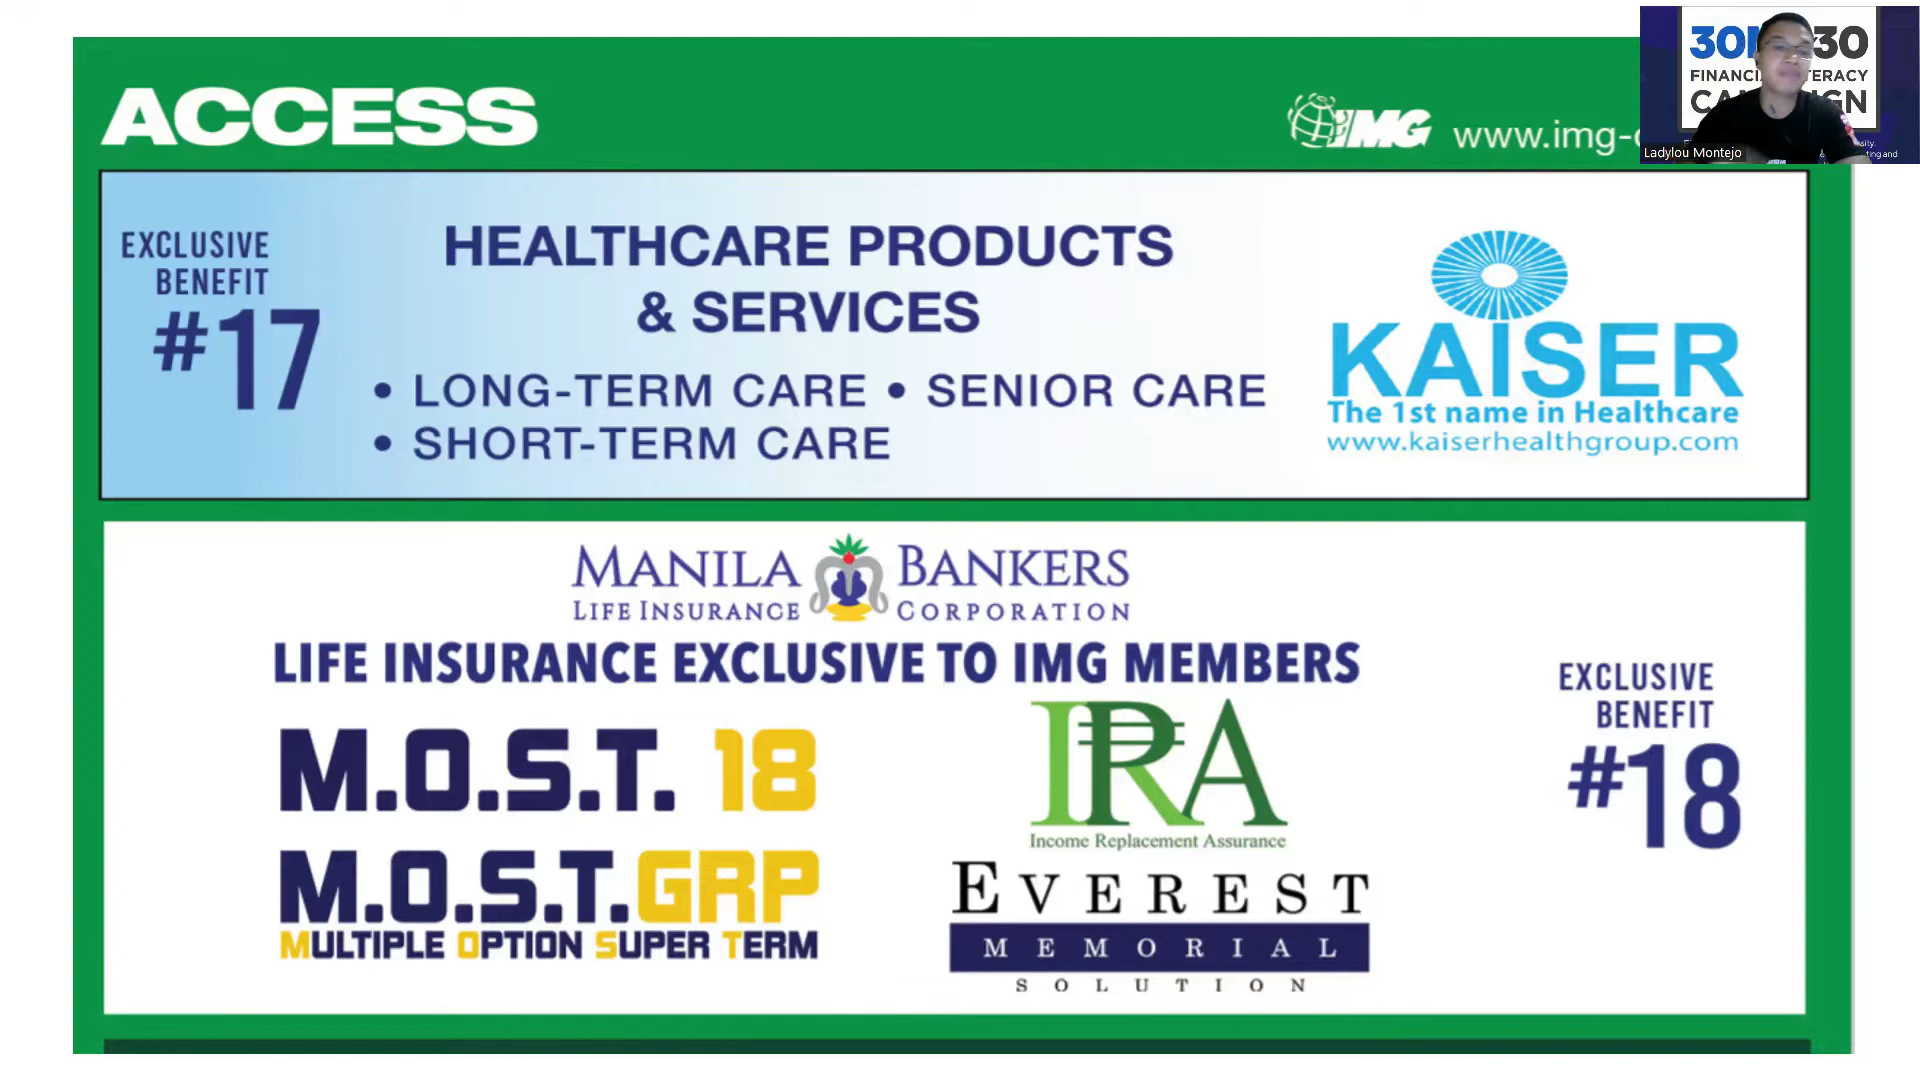 ACCESS
IMG
www.img-
30
30
FINANCI
TERACY
CA
GN
Ladylou Montejo
EXCLUSIVE
BENEFIT
#17
HEALTHCARE PRODUCTS
& SERVICES
• LONG-TERM CARE • SENIOR CARE
• SHORT-TERM CARE
KAISER
The 1st name in Healthcare
www.kaiserhealthgroup.com
MANILA BANKERS
LIFE INSURANCE CORPORATION
LIFE INSURANCE EXCLUSIVE TO IMG MEMBERS
M.O.S.T. 18
M.O.S.T.GRP
MULTIPLE OPTION SUPER TERM
IRA
Income Replacement Assurance
EVEREST
MEMORIAL
SOLUTION
EXCLUSIVE
BENEFIT
#18